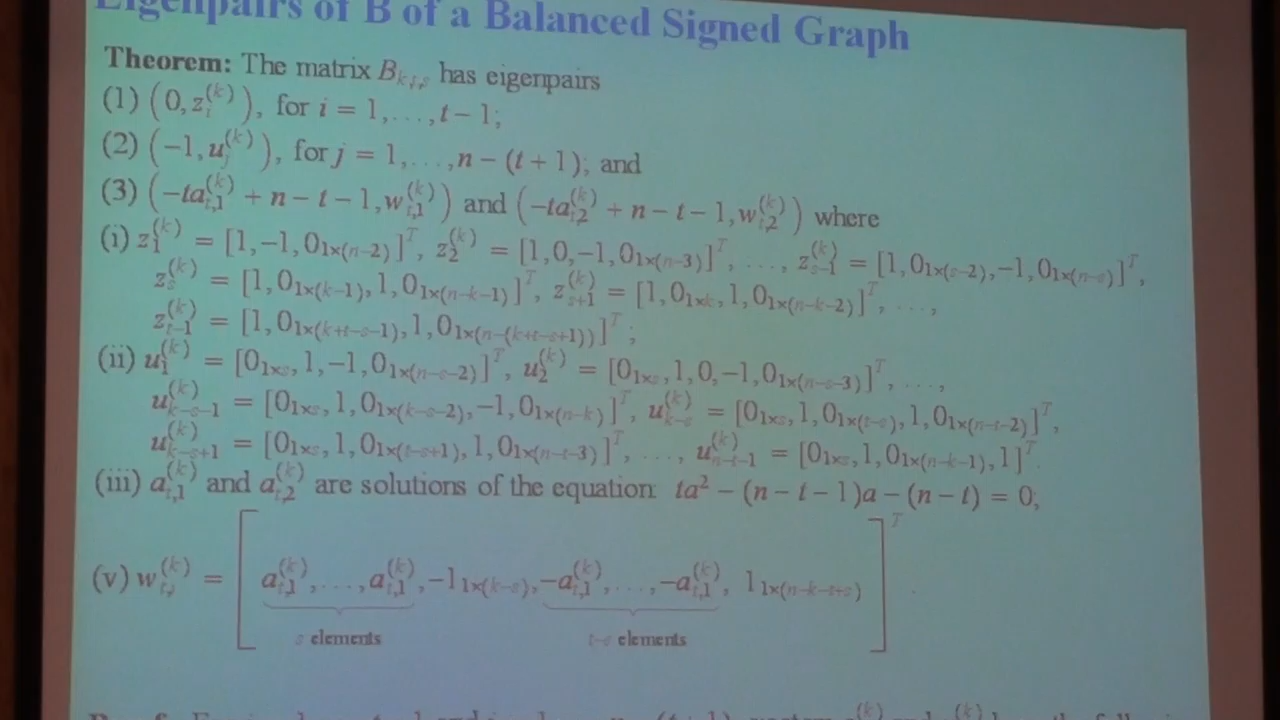 Eigenpairs of B of a Balanced Signed Graph
Theorem: The matrix B_{k,t,s} has eigenpairs
(1) (0, z_i^{(k)}), for i = 1,...,t − 1;
(2) (−1, u_j^{(k)}), for j = 1,...,n − (t + 1); and
(3) (−ta_{t,1}^{(k)} + n − t − 1, w_{t,1}^{(k)}) and (−ta_{t,2}^{(k)} + n − t − 1, w_{t,2}^{(k)}) where
(i) z_1^{(k)} = [1,−1,0_{1×(n−2)}]^T, z_2^{(k)} = [1,0,−1,0_{1×(n−3)}]^T, ..., z_{s−1}^{(k)} = [1,0_{1×(s−2)},−1,0_{1×(n−s)}]^T,
z_s^{(k)} = [1,0_{1×(k−1)},1,0_{1×(n−k−1)}]^T, z_{s+1}^{(k)} = [1,0_{1×k},1,0_{1×(n−k−2)}]^T, ...,
z_{t−1}^{(k)} = [1,0_{1×(k+t−s−1)},1,0_{1×(n−(k+t−s+1))}]^T;
(ii) u_1^{(k)} = [0_{1×s},1,−1,0_{1×(n−s−2)}]^T, u_2^{(k)} = [0_{1×s},1,0,−1,0_{1×(n−s−3)}]^T, ...,
u_{k−s−1}^{(k)} = [0_{1×s},1,0_{1×(k−s−2)},−1,0_{1×(n−k)}]^T, u_{k−s}^{(k)} = [0_{1×s},1,0_{1×(t−s)},1,0_{1×(n−t−2)}]^T,
u_{k−s+1}^{(k)} = [0_{1×s},1,0_{1×(t−s+1)},1,0_{1×(n−t−3)}]^T, ..., u_{n−t−1}^{(k)} = [0_{1×s},1,0_{1×(n−k−1)},1]^T.
(iii) a_{t,1}^{(k)} and a_{t,2}^{(k)} are solutions of the equation: ta² − (n − t − 1)a − (n − t) = 0;
(v) w_{t,}^{(k)} = [a_{t,1}^{(k)},...,a_{t,1}^{(k)},−1_{1×(k−s)},−a_{t,1}^{(k)},...,−a_{t,1}^{(k)}, 1_{1×(n−k−t+s)}]^T.
s elements t−s elements